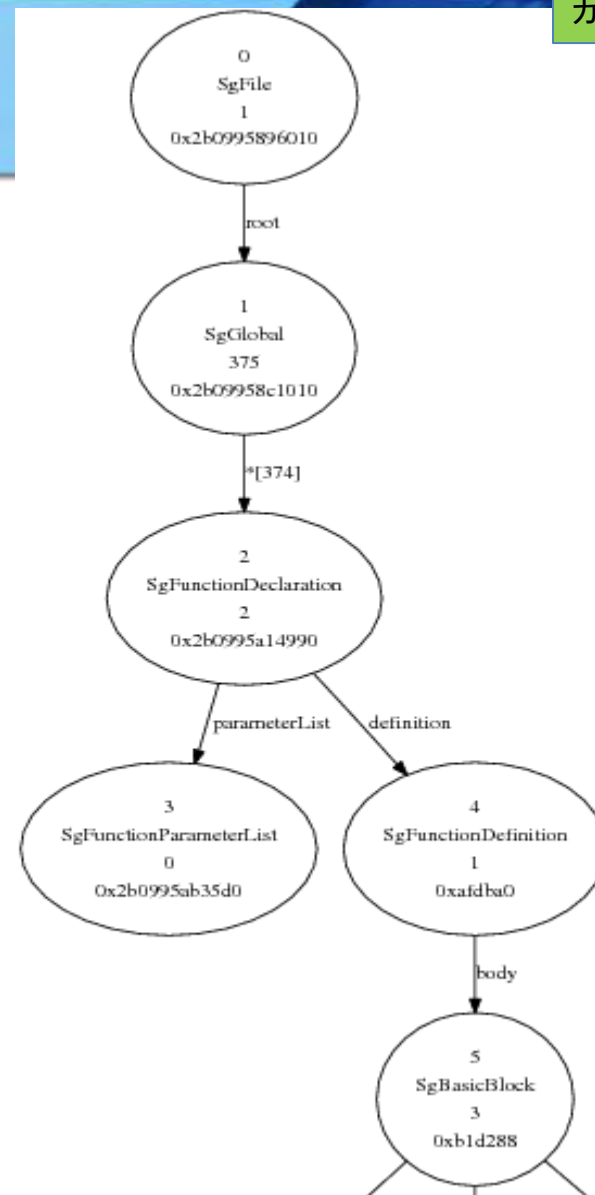 カ
0
SgFile
1
0x2b0995896010
root
1
SgGlobal
375
0x2b09958c1010
*[374]
2
SgFunctionDeclaration
2
0x2b0995a14990
parameterList
definition
3
SgFunctionParameterList
0
0x2b0995ab35d0
4
SgFunctionDefinition
1
0xafdba0
body
5
SgBasicBlock
3
0xb1d288